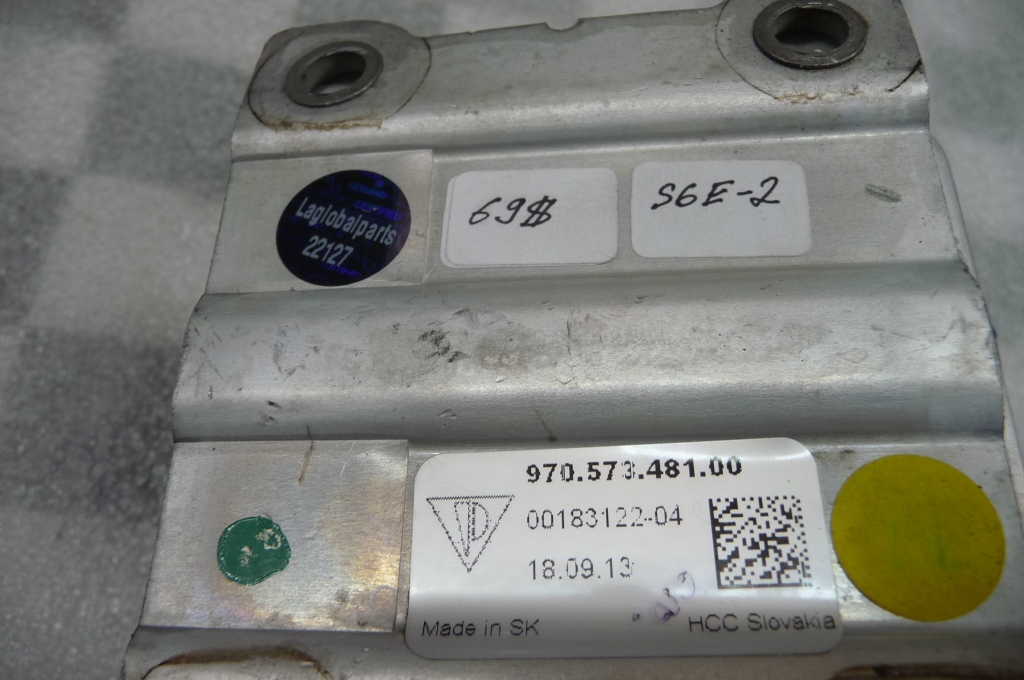 Laglobalparts
22127
69$
S6E-2
970.573.481.00
00183122-04
18.09.13
Made in SK
HCC Slovakia